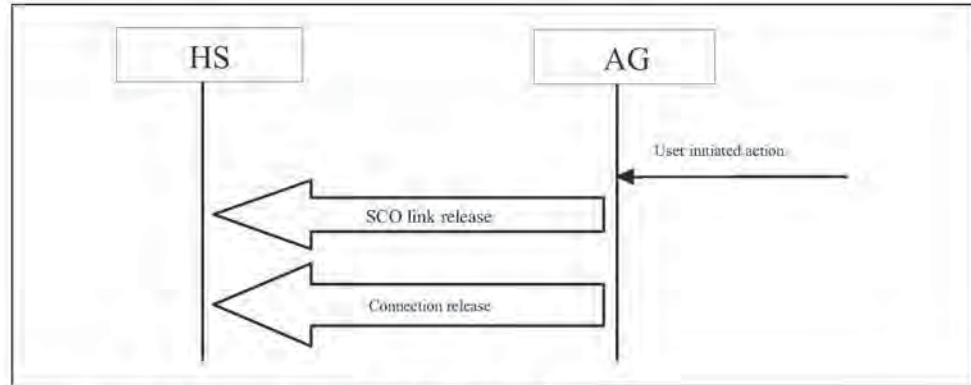 HS
AG
User initiated action
SCO link release
Connection release